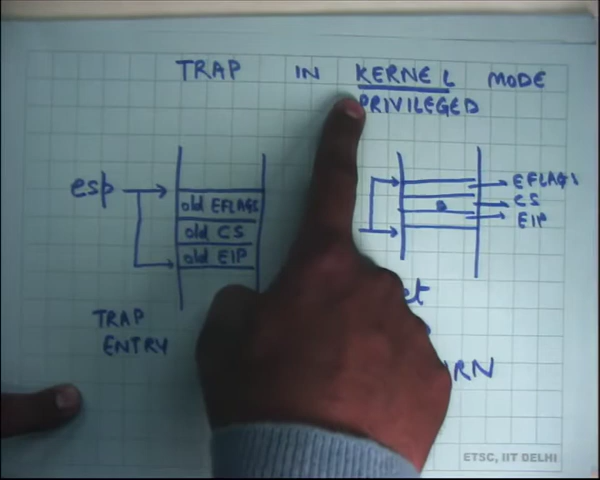 TRAP IN KERNEL MODE
PRIVILEGED
esp
old EFLAGS
old CS
old EIP
EFLAGS
CS
EIP
TRAP
ENTRY
ETSC, IIT DELHI